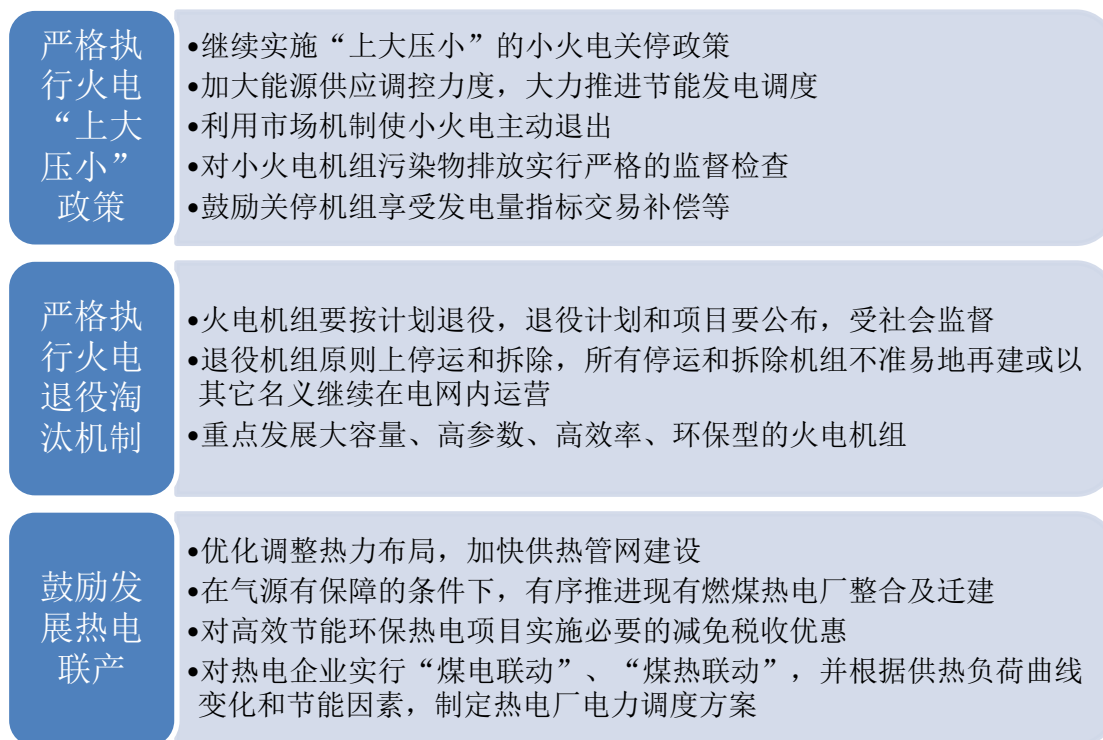 严格执
行火电
“上大
压小”
政策
•继续实施“上大压小”的小火电关停政策
•加大能源供应调控力度，大力推进节能发电调度
•利用市场机制使小火电主动退出
•对小火电机组污染物排放实行严格的监督检查
•鼓励关停机组享受发电量指标交易补偿等
严格执
行火电
退役淘
汰机制
•火电机组要按计划退役，退役计划和项目要公布，受社会监督
•退役机组原则上停运和拆除，所有停运和拆除机组不准易地再建或以
其它名义继续在电网内运营
•重点发展大容量、高参数、高效率、环保型的火电机组
鼓励发
展热电
联产
•优化调整热力布局，加快供热管网建设
•在气源有保障的条件下，有序推进现有燃煤热电厂整合及迁建
•对高效节能环保热电项目实施必要的减免税收优惠
•对热电企业实行“煤电联动”、“煤热联动”，并根据供热负荷曲线
变化和节能因素，制定热电厂电力调度方案